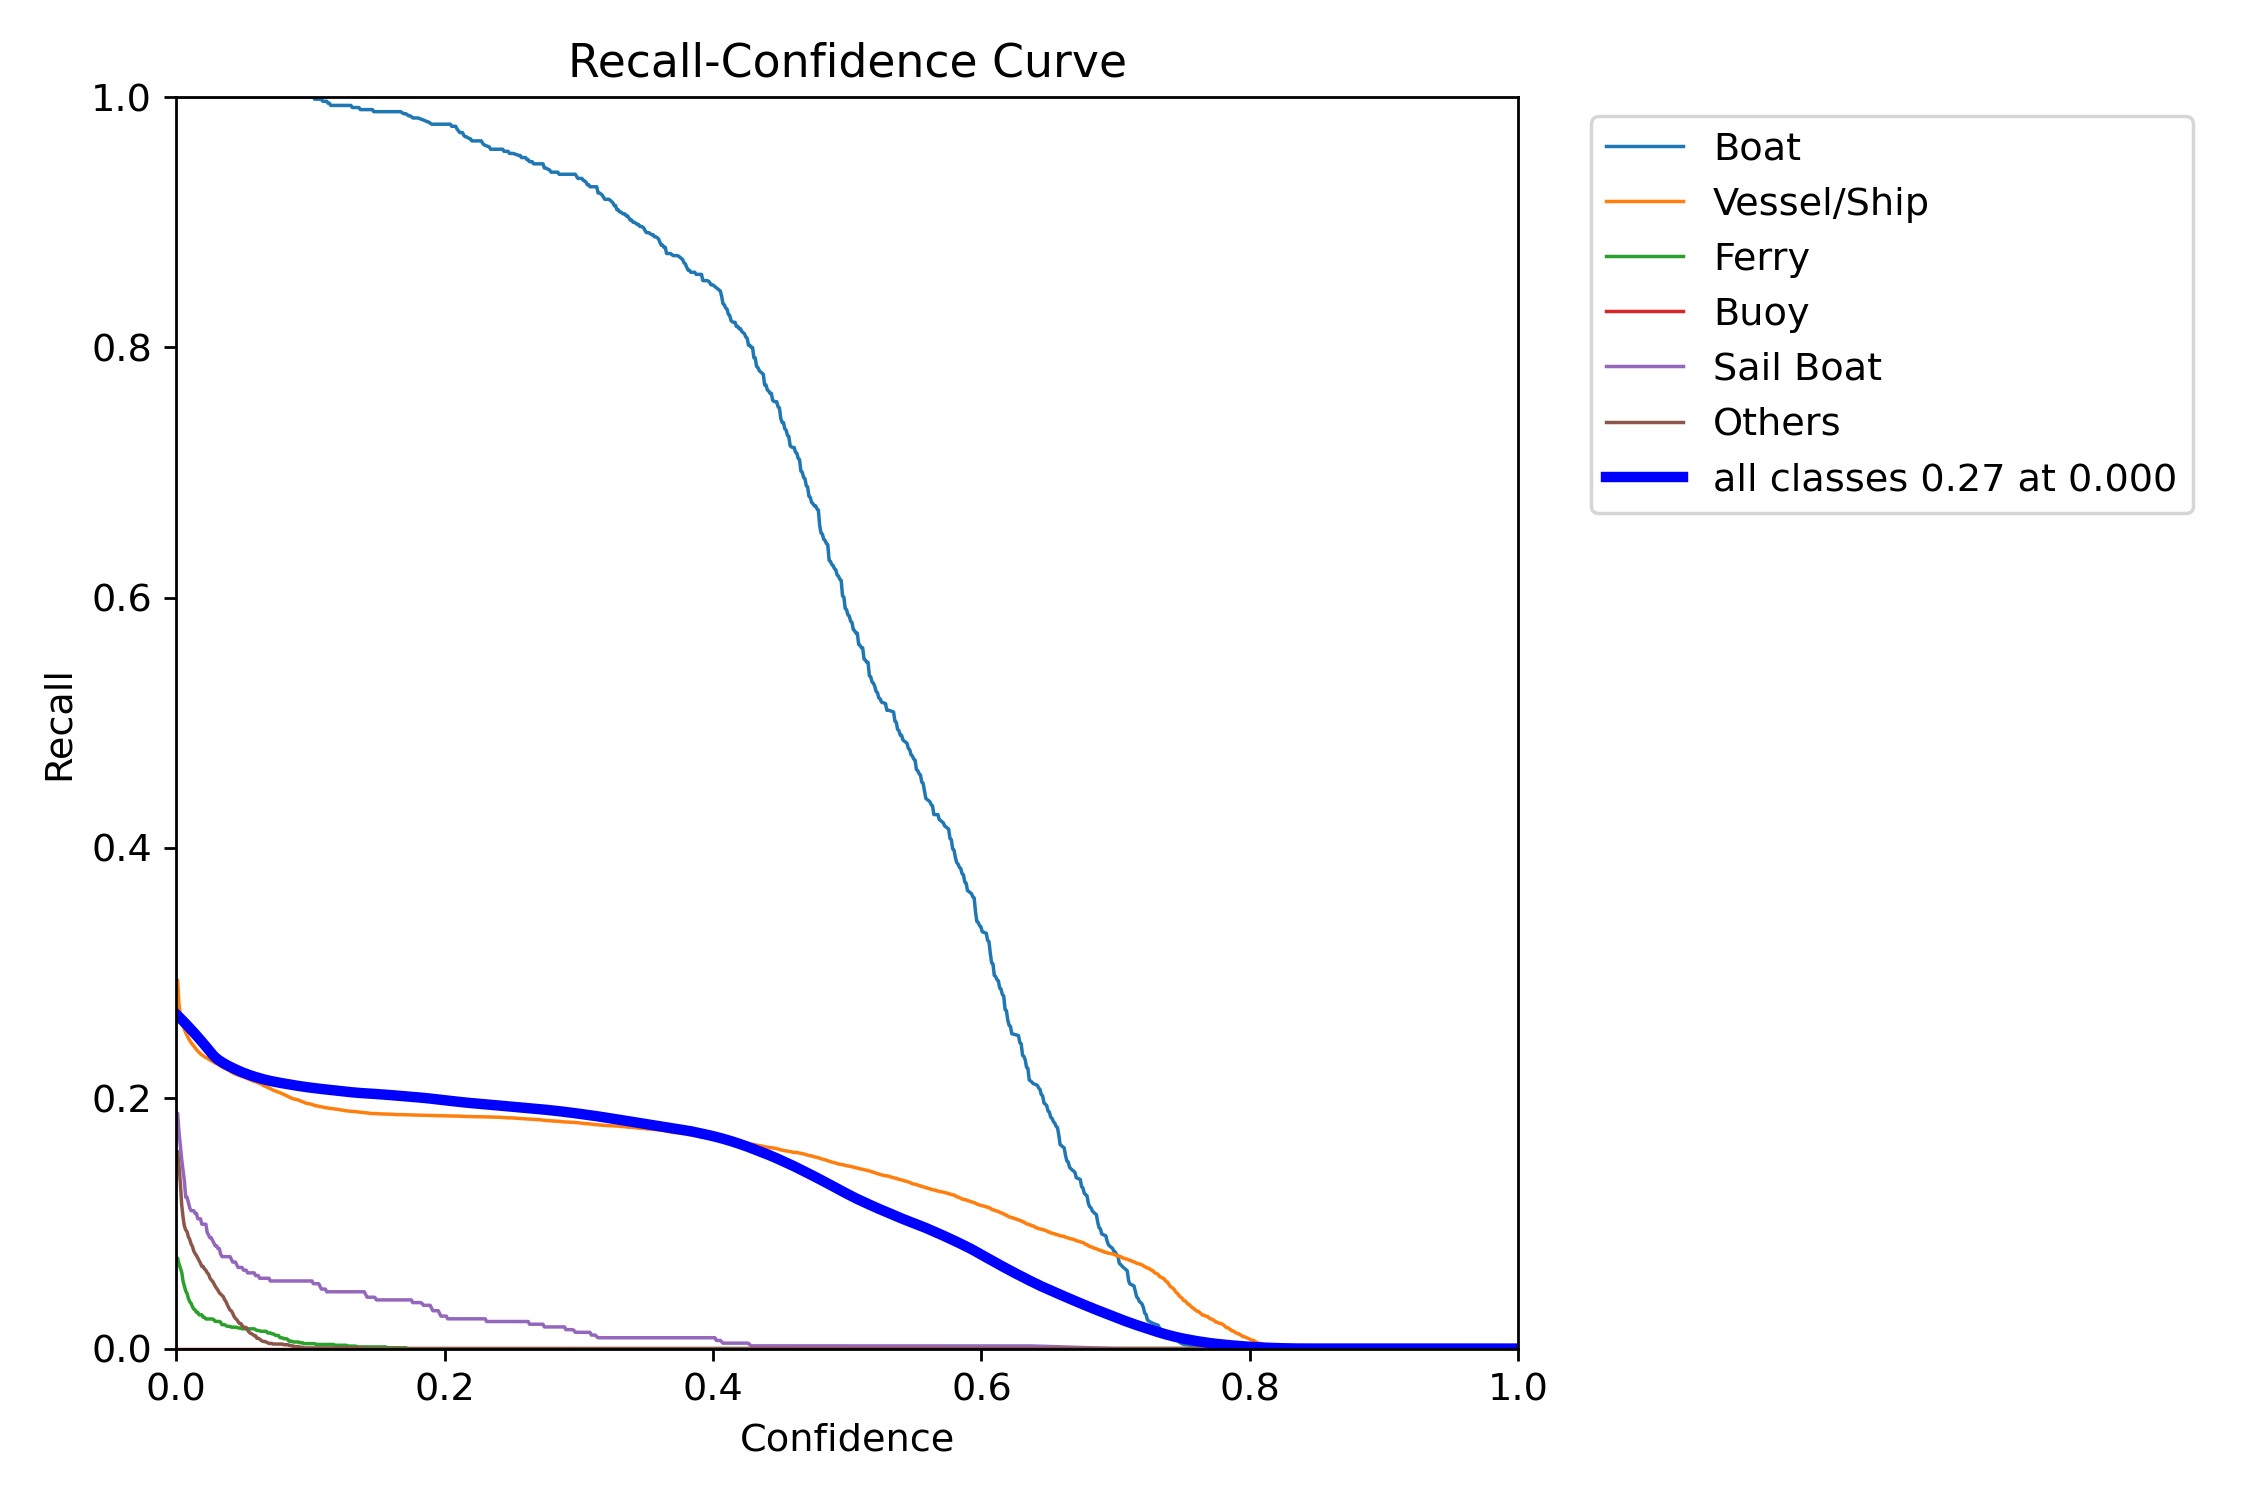 Recall-Confidence Curve
1.0
0.8
0.6
0.4
0.2
0.0
Recall
0.0 0.2 0.4 0.6 0.8 1.0
Confidence
Boat
Vessel/Ship
Ferry
Buoy
Sail Boat
Others
all classes 0.27 at 0.000